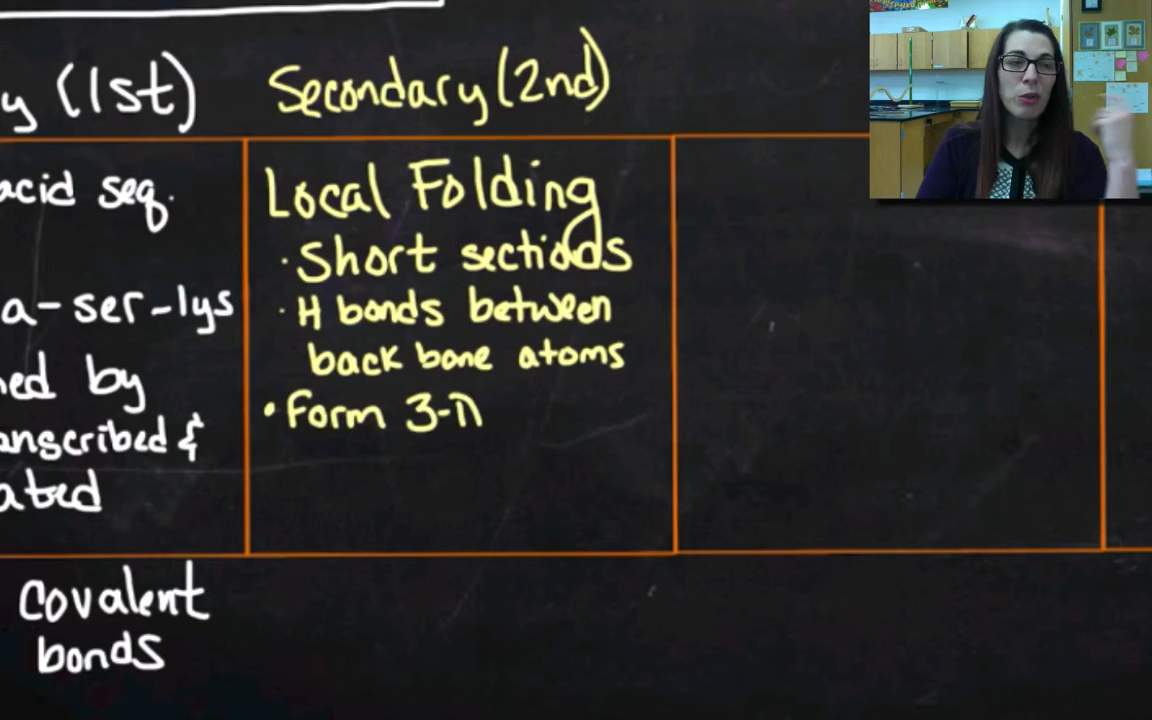 y (1st)
Secondary (2nd)
acid seq.
a-ser-lys
ned by
anscribed &
ated
Local Folding
· Short sections
· H bonds between
back bone atoms
• Form 3-D
covalent
bonds